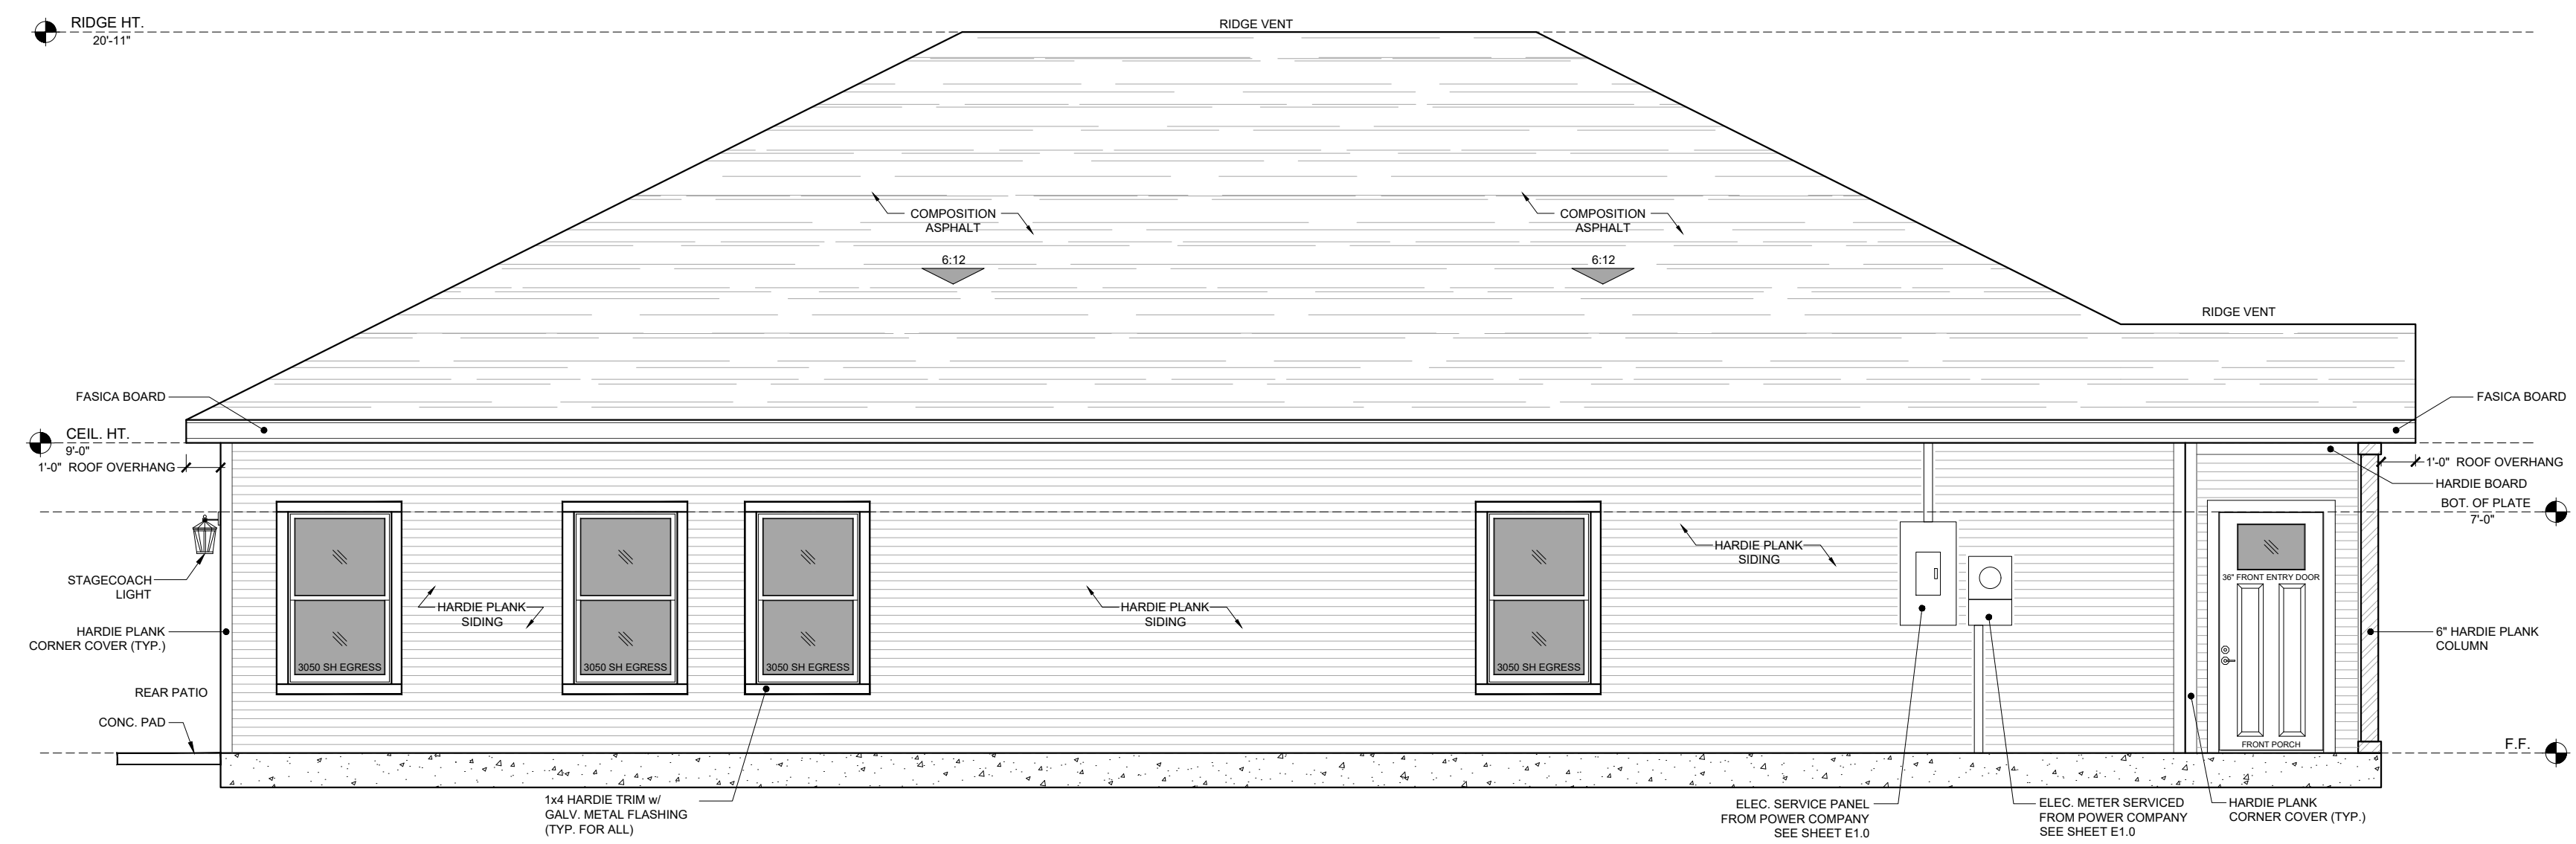 RIDGE HT.
20'-11"
RIDGE VENT
COMPOSITION
ASPHALT
6:12
COMPOSITION
ASPHALT
6:12
RIDGE VENT
FASICA BOARD
FASICA BOARD
CEIL. HT.
9'-0"
1'-0" ROOF OVERHANG
1'-0" ROOF OVERHANG
HARDIE BOARD
BOT. OF PLATE
7'-0"
STAGECOACH
LIGHT
HARDIE PLANK
SIDING
HARDIE PLANK
SIDING
HARDIE PLANK
SIDING
36" FRONT ENTRY DOOR
HARDIE PLANK
CORNER COVER (TYP.)
6" HARDIE PLANK
COLUMN
3050 SH EGRESS
3050 SH EGRESS
3050 SH EGRESS
3050 SH EGRESS
REAR PATIO
CONC. PAD
FRONT PORCH
F.F.
1x4 HARDIE TRIM w/
GALV. METAL FLASHING
(TYP. FOR ALL)
ELEC. SERVICE PANEL
FROM POWER COMPANY
SEE SHEET E1.0
ELEC. METER SERVICED
FROM POWER COMPANY
SEE SHEET E1.0
HARDIE PLANK
CORNER COVER (TYP.)